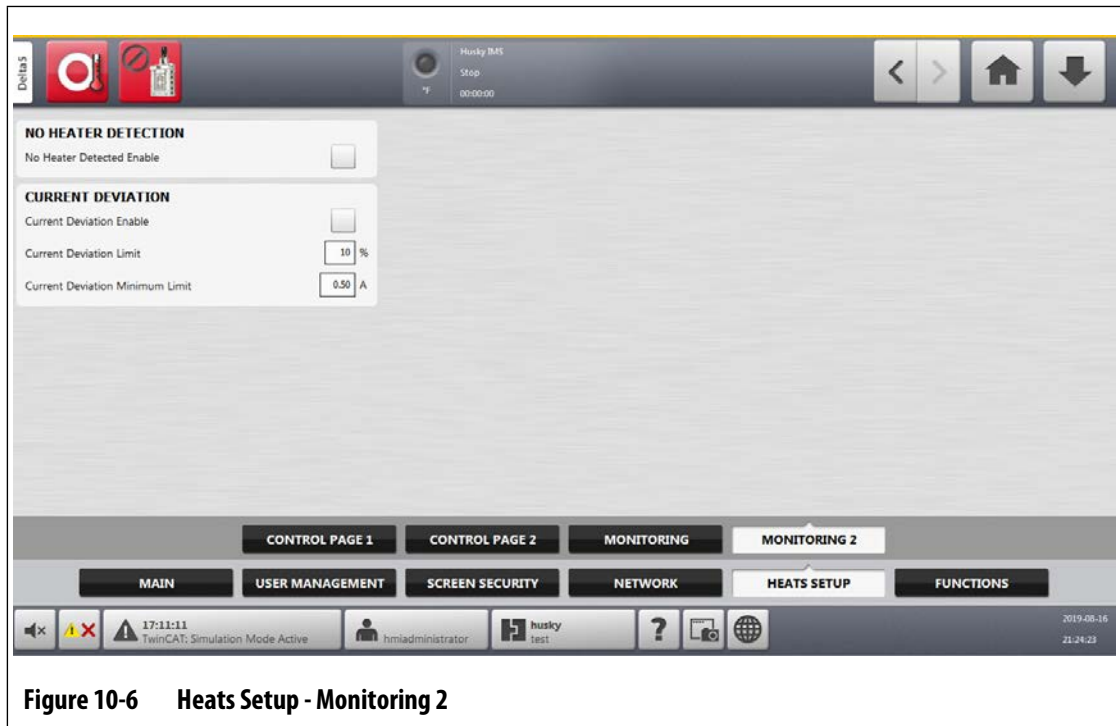 Delta5
Husky IMS
Stop
°F
00:00:00
NO HEATER DETECTION
No Heater Detected Enable
CURRENT DEVIATION
Current Deviation Enable
Current Deviation Limit 10 %
Current Deviation Minimum Limit 0.50 A
CONTROL PAGE 1 CONTROL PAGE 2 MONITORING MONITORING 2
MAIN USER MANAGEMENT SCREEN SECURITY NETWORK HEATS SETUP FUNCTIONS
17:11:11
TwinCAT: Simulation Mode Active
hmiadministrator
husky
test
?
2019-08-16
21:24:23
Figure 10-6 Heats Setup - Monitoring 2